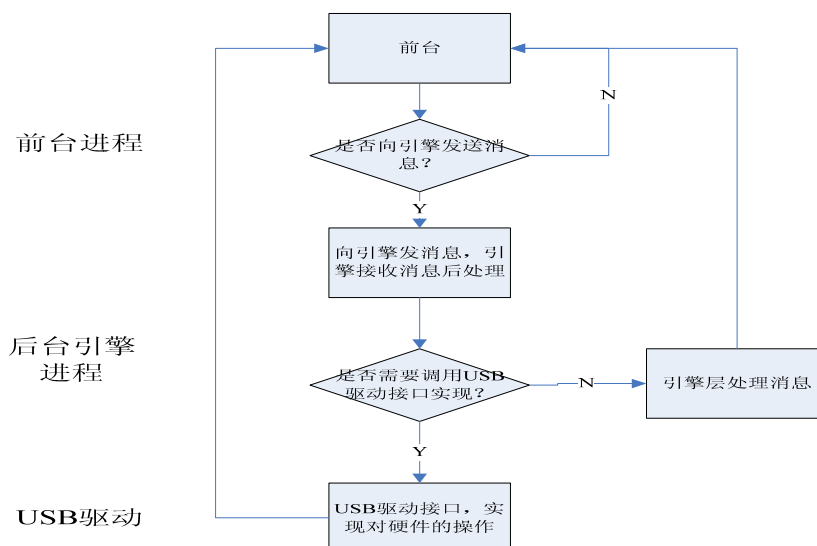 前台
N
前台进程
是否向引擎发送消
息？
Y
向引擎发消息，引
擎接收消息后处理
后台引擎
进程
是否需要调用USB
驱动接口实现？
N
引擎层处理消息
Y
USB驱动
USB驱动接口，实
现对硬件的操作